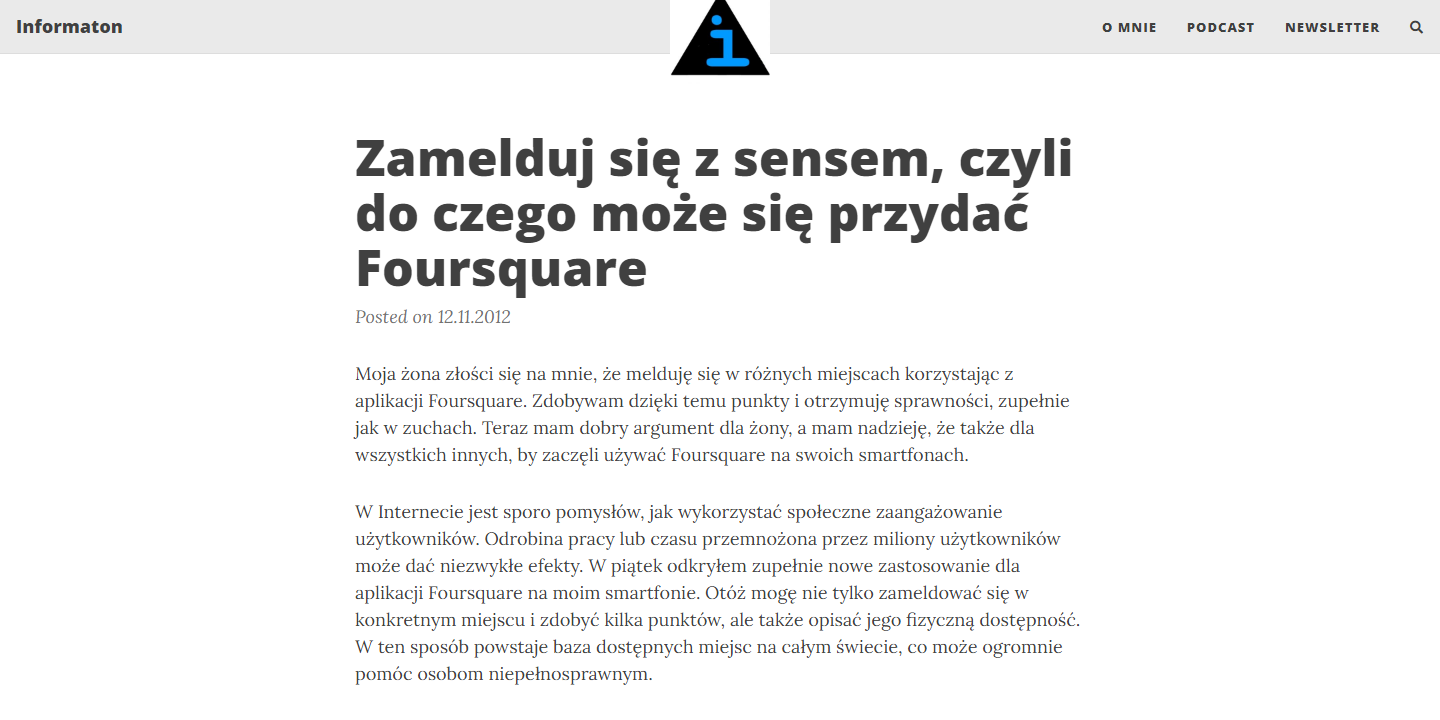 Informaton
i
O MNIE
PODCAST
NEWSLETTER
Zamelduj się z sensem, czyli
do czego może się przydać
Foursquare
Posted on 12.11.2012
Moja żona złości się na mnie, że melduję się w różnych miejscach korzystając z
aplikacji Foursquare. Zdobywam dzięki temu punkty i otrzymuję sprawności, zupełnie
jak w zuchach. Teraz mam dobry argument dla żony, a mam nadzieję, że także dla
wszystkich innych, by zaczęli używać Foursquare na swoich smartfonach.
W Internecie jest sporo pomysłów, jak wykorzystać społeczne zaangażowanie
użytkowników. Odrobina pracy lub czasu przemnożona przez miliony użytkowników
może dać niezwykłe efekty. W piątek odkryłem zupełnie nowe zastosowanie dla
aplikacji Foursquare na moim smartfonie. Otóż mogę nie tylko zameldować się w
konkretnym miejscu i zdobyć kilka punktów, ale także opisać jego fizyczną dostępność.
W ten sposób powstaje baza dostępnych miejsc na całym świecie, co może ogromnie
pomóc osobom niepełnosprawnym.